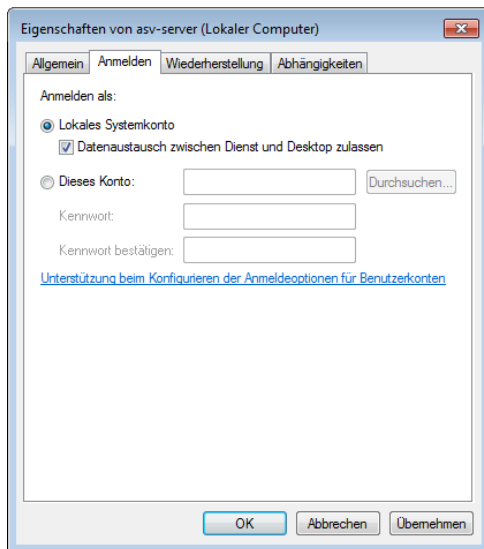 Eigenschaften von asv-server (Lokaler Computer)
Allgemein Anmelden Wiederherstellung Abhängigkeiten
Anmelden als:
Lokales Systemkonto
Datenaustausch zwischen Dienst und Desktop zulassen
Dieses Konto: Durchsuchen...
Kennwort:
Kennwort bestätigen:
Unterstützung beim Konfigurieren der Anmeldeoptionen für Benutzerkonten
OK Abbrechen Übernehmen